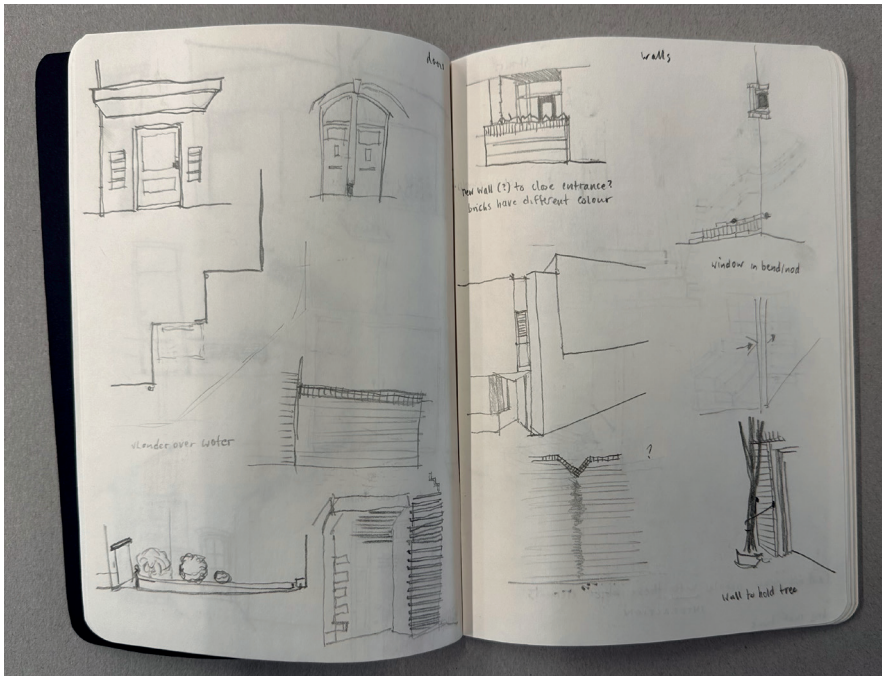 doors
over water
walls
new wall (?) to close entrance?
bricks have different colour
window in bend/nod
?
wall to hold tree